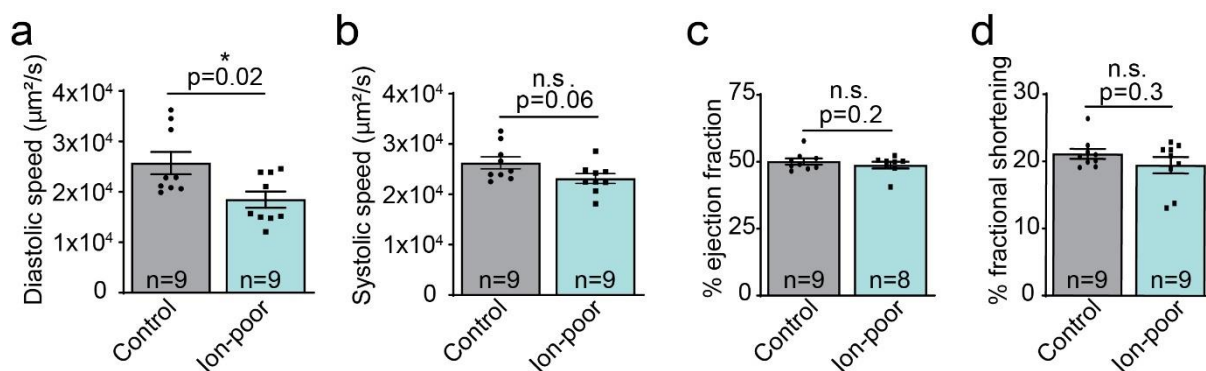 a
*
p=0.02
Diastolic speed (µm²/s)
4x10⁴
3x10⁴
2x10⁴
1x10⁴
0
n=9
n=9
Control
Ion-poor
b
n.s.
p=0.06
Systolic speed (µm²/s)
4x10⁴
3x10⁴
2x10⁴
1x10⁴
0
n=9
n=9
Control
Ion-poor
c
n.s.
p=0.2
% ejection fraction
75
50
25
0
n=9
n=8
Control
Ion-poor
d
n.s.
p=0.3
% fractional shortening
30
20
10
0
n=9
n=9
Control
Ion-poor